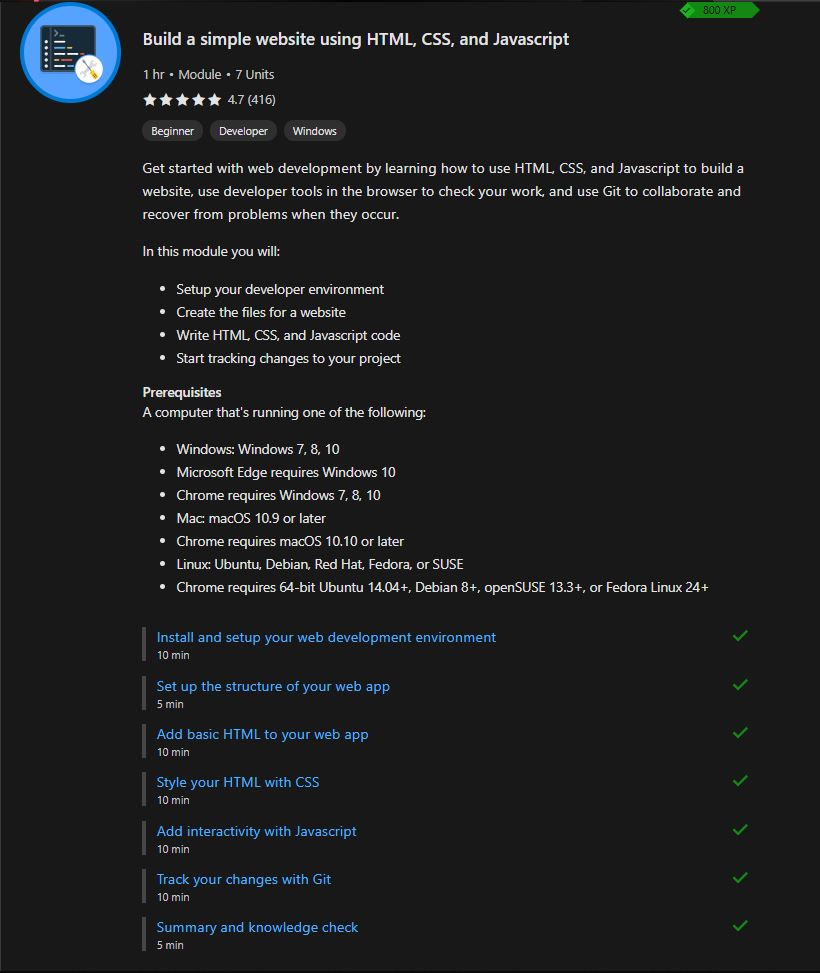 800 XP
Build a simple website using HTML, CSS, and Javascript
1 hr • Module • 7 Units
4.7 (416)
Beginner Developer Windows
Get started with web development by learning how to use HTML, CSS, and Javascript to build a
website, use developer tools in the browser to check your work, and use Git to collaborate and
recover from problems when they occur.
In this module you will:
• Setup your developer environment
• Create the files for a website
• Write HTML, CSS, and Javascript code
• Start tracking changes to your project
Prerequisites
A computer that's running one of the following:
• Windows: Windows 7, 8, 10
• Microsoft Edge requires Windows 10
• Chrome requires Windows 7, 8, 10
• Mac: macOS 10.9 or later
• Chrome requires macOS 10.10 or later
• Linux: Ubuntu, Debian, Red Hat, Fedora, or SUSE
• Chrome requires 64-bit Ubuntu 14.04+, Debian 8+, openSUSE 13.3+, or Fedora Linux 24+
Install and setup your web development environment
10 min
Set up the structure of your web app
5 min
Add basic HTML to your web app
10 min
Style your HTML with CSS
10 min
Add interactivity with Javascript
10 min
Track your changes with Git
10 min
Summary and knowledge check
5 min